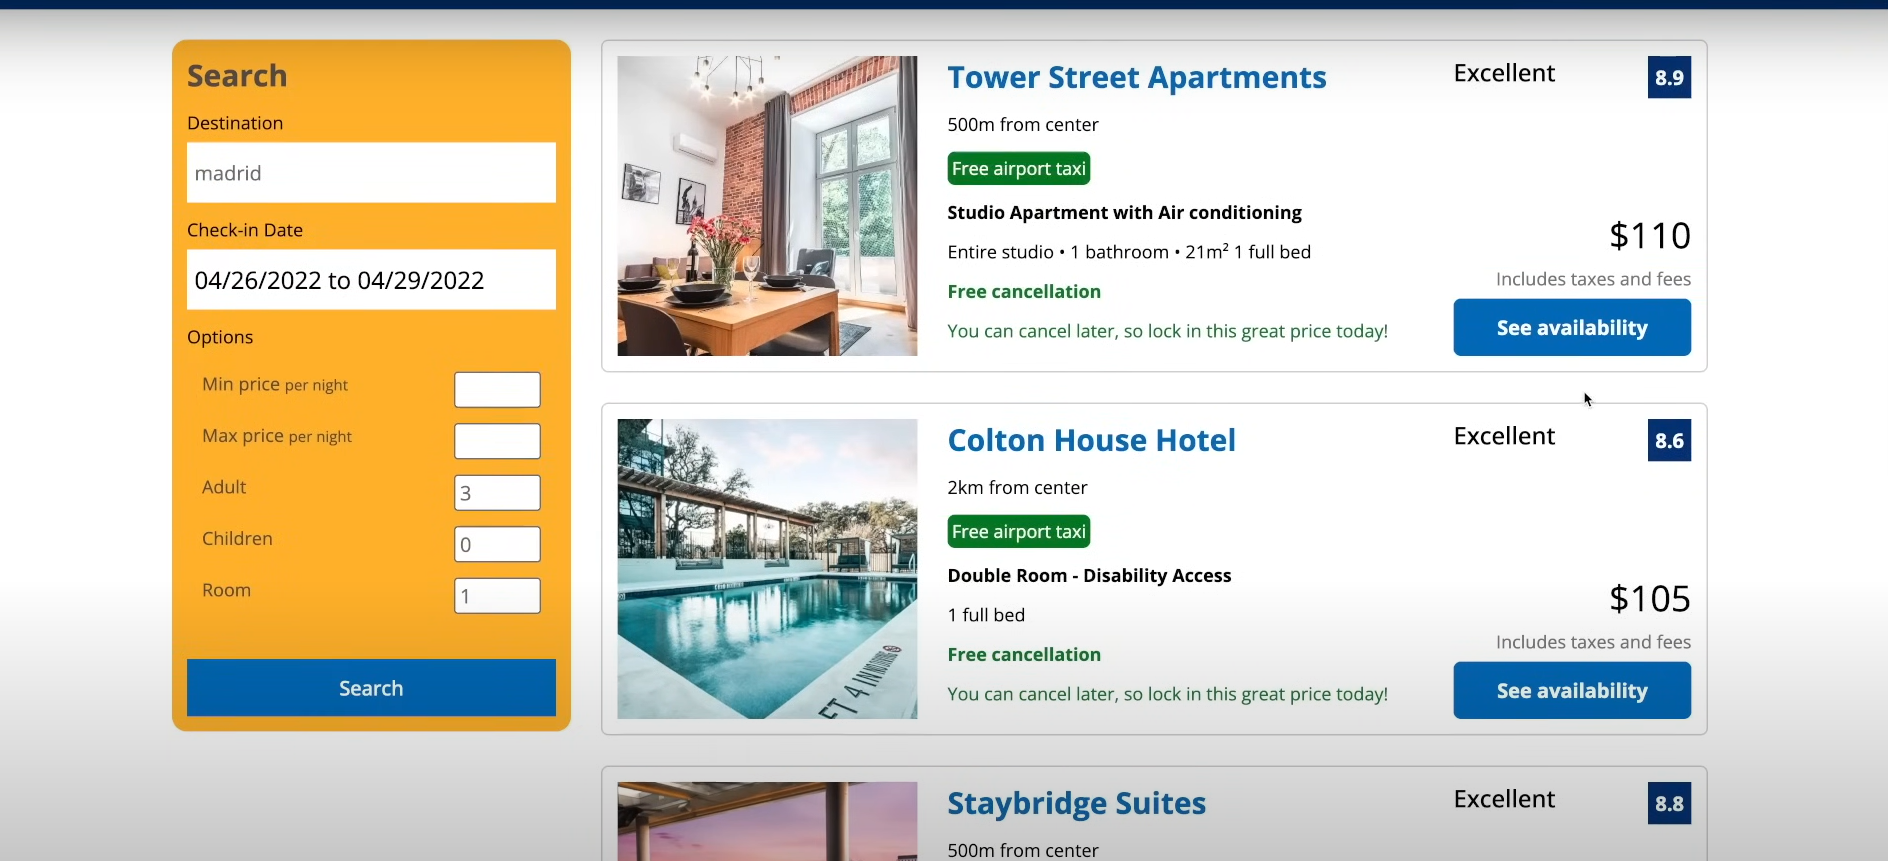 Search
Destination
madrid
Check-in Date
04/26/2022 to 04/29/2022
Options
Min price per night
Max price per night
Adult
3
Children
0
Room
1
Search
Tower Street Apartments
Excellent
8.9
500m from center
Free airport taxi
Studio Apartment with Air conditioning
Entire studio • 1 bathroom • 21m² 1 full bed
$110
Includes taxes and fees
Free cancellation
You can cancel later, so lock in this great price today!
See availability
Colton House Hotel
Excellent
8.6
2km from center
Free airport taxi
Double Room - Disability Access
1 full bed
$105
Includes taxes and fees
Free cancellation
You can cancel later, so lock in this great price today!
See availability
FT 4 IN
Staybridge Suites
Excellent
8.8
500m from center